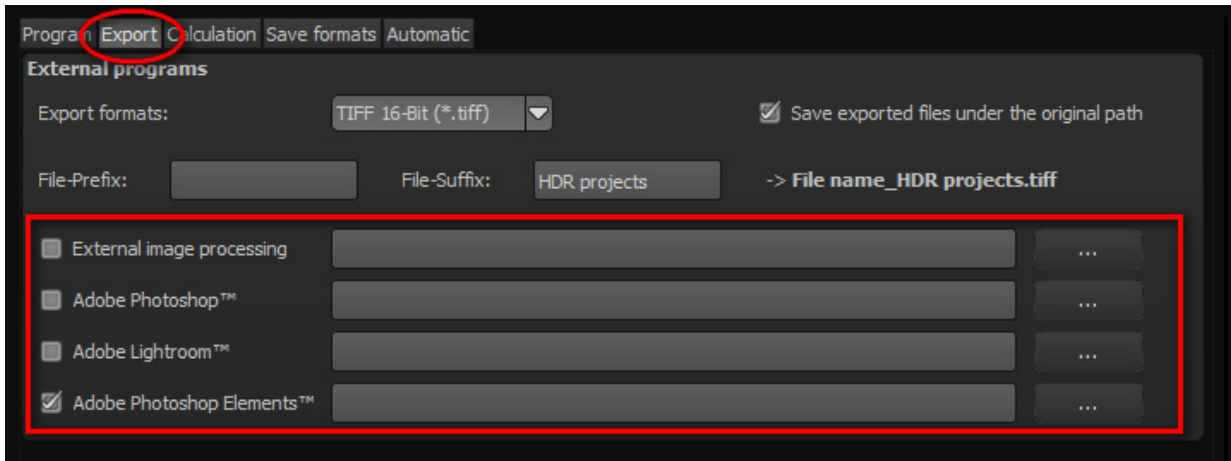 Program Export Calculation Save formats Automatic
External programs
Export formats: TIFF 16-Bit (*.tiff) Save exported files under the original path
File-Prefix: File-Suffix: HDR projects -> File name_HDR projects.tiff
External image processing ...
Adobe Photoshop™ ...
Adobe Lightroom™ ...
Adobe Photoshop Elements™ ...